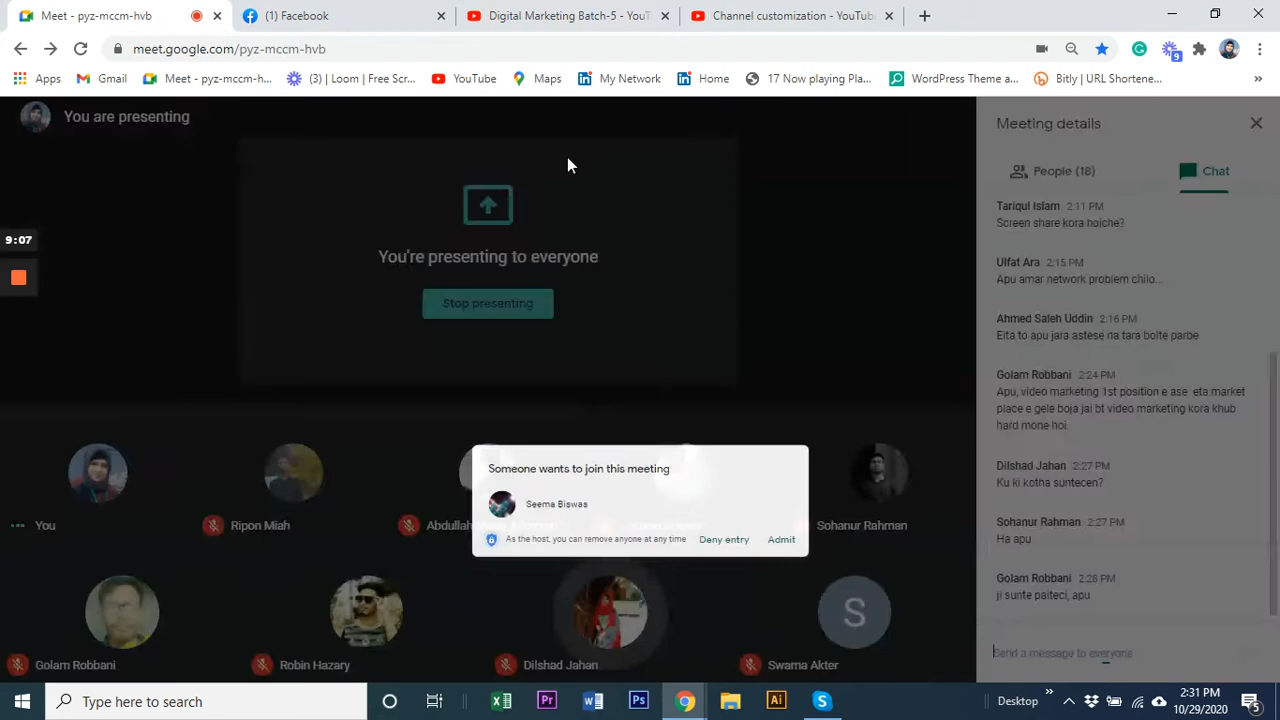 Meet - pyz-mccm-hvb
(1) Facebook
Digital Marketing Batch-5 - YouT
Channel customization - YouTube
meet.google.com/pyz-mccm-hvb
9
Apps
Gmail
Meet - pyz-mccm-h...
(3) | Loom | Free Scr...
YouTube
Maps
My Network
Home
17 Now playing Pla...
WordPress Theme a...
Bitly | URL Shortene...
You are presenting
You're presenting to everyone
Stop presenting
9:07
Meeting details
People (18)
Chat
Tariqul Islam 2:11 PM
Screen share kora hoiche?
Ulfat Ara 2:15 PM
Apu amar network problem chilo...
Ahmed Saleh Uddin 2:16 PM
Eita to apu jara astese na tara bolte parbe
Golam Robbani 2:24 PM
Apu, video marketing 1st position e ase eta market
place e gele boja jai bt video marketing kora khub
hard mone hoi.
Dilshad Jahan 2:27 PM
Ku ki kotha suntecen?
Sohanur Rahman 2:27 PM
Ha apu
Golam Robbani 2:28 PM
ji sunte paiteci, apu
Send a message to everyone
Someone wants to join this meeting
Seema Biswas
As the host, you can remove anyone at any time
Deny entry
Admit
You
Ripon Miah
Sohanur Rahman
Golam Robbani
Robin Hazary
Dilshad Jahan
S
Swarna Akter
Type here to search
Desktop
2:31 PM
10/29/2020
5